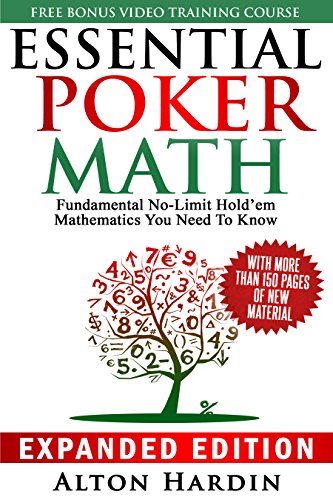 FREE BONUS VIDEO TRAINING COURSE
ESSENTIAL
POKER
MATH
Fundamental No-Limit Hold'em
Mathematics You Need To Know
WITH MORE
THAN 150 PAGES
OF NEW
MATERIAL
EXPANDED EDITION
ALTON HARDIN